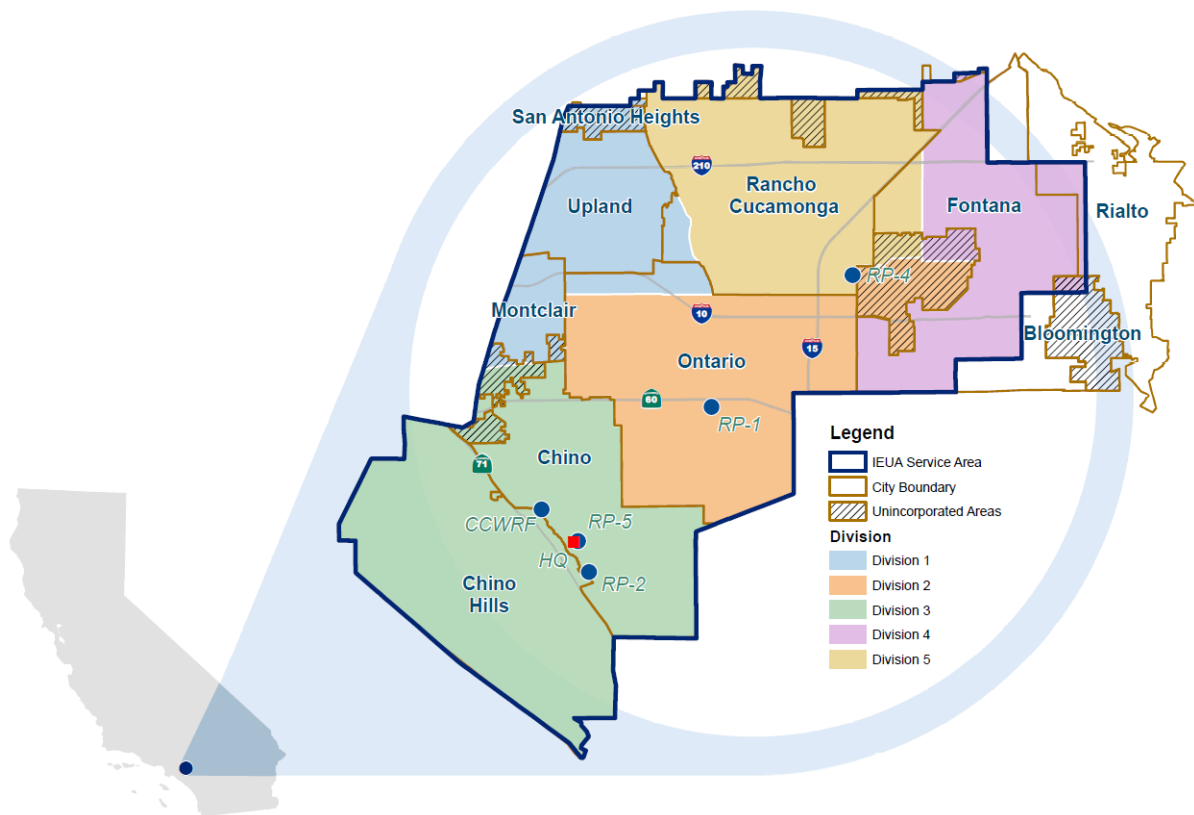 San Antonio Heights
210
Rancho
Cucamonga
Upland
Fontana
Rialto
RP-4
Montclair
10
Bloomington
15
Ontario
60
RP-1
Legend
IEUA Service Area
City Boundary
Unincorporated Areas
Division
Division 1
Division 2
Division 3
Division 4
Division 5
Chino
71
CCWRF
RP-5
HQ
RP-2
Chino
Hills